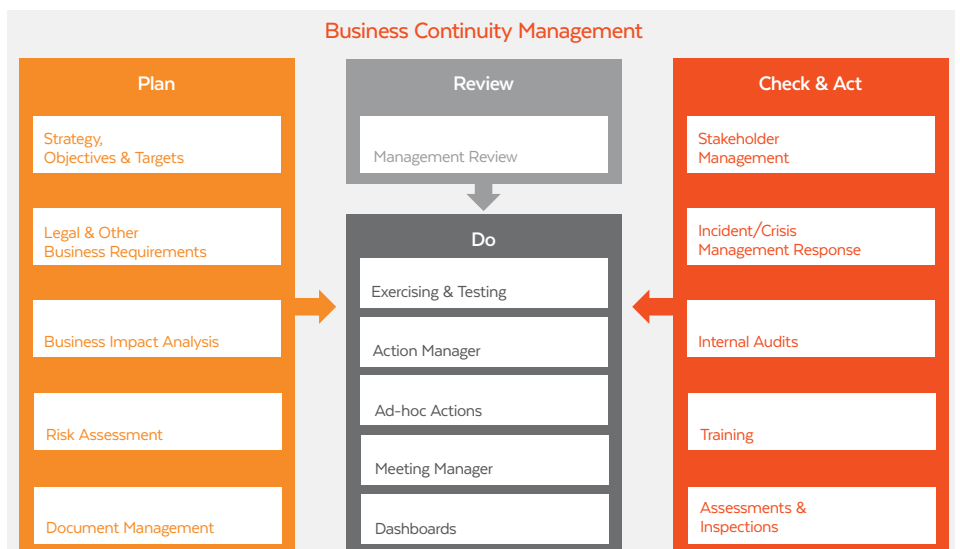 Business Continuity Management
Plan
Strategy,
Objectives & Targets
Legal & Other
Business Requirements
Business Impact Analysis
Risk Assessment
Document Management
Review
Management Review
Do
Exercising & Testing
Action Manager
Ad-hoc Actions
Meeting Manager
Dashboards
Check & Act
Stakeholder
Management
Incident/Crisis
Management Response
Internal Audits
Training
Assessments &
Inspections